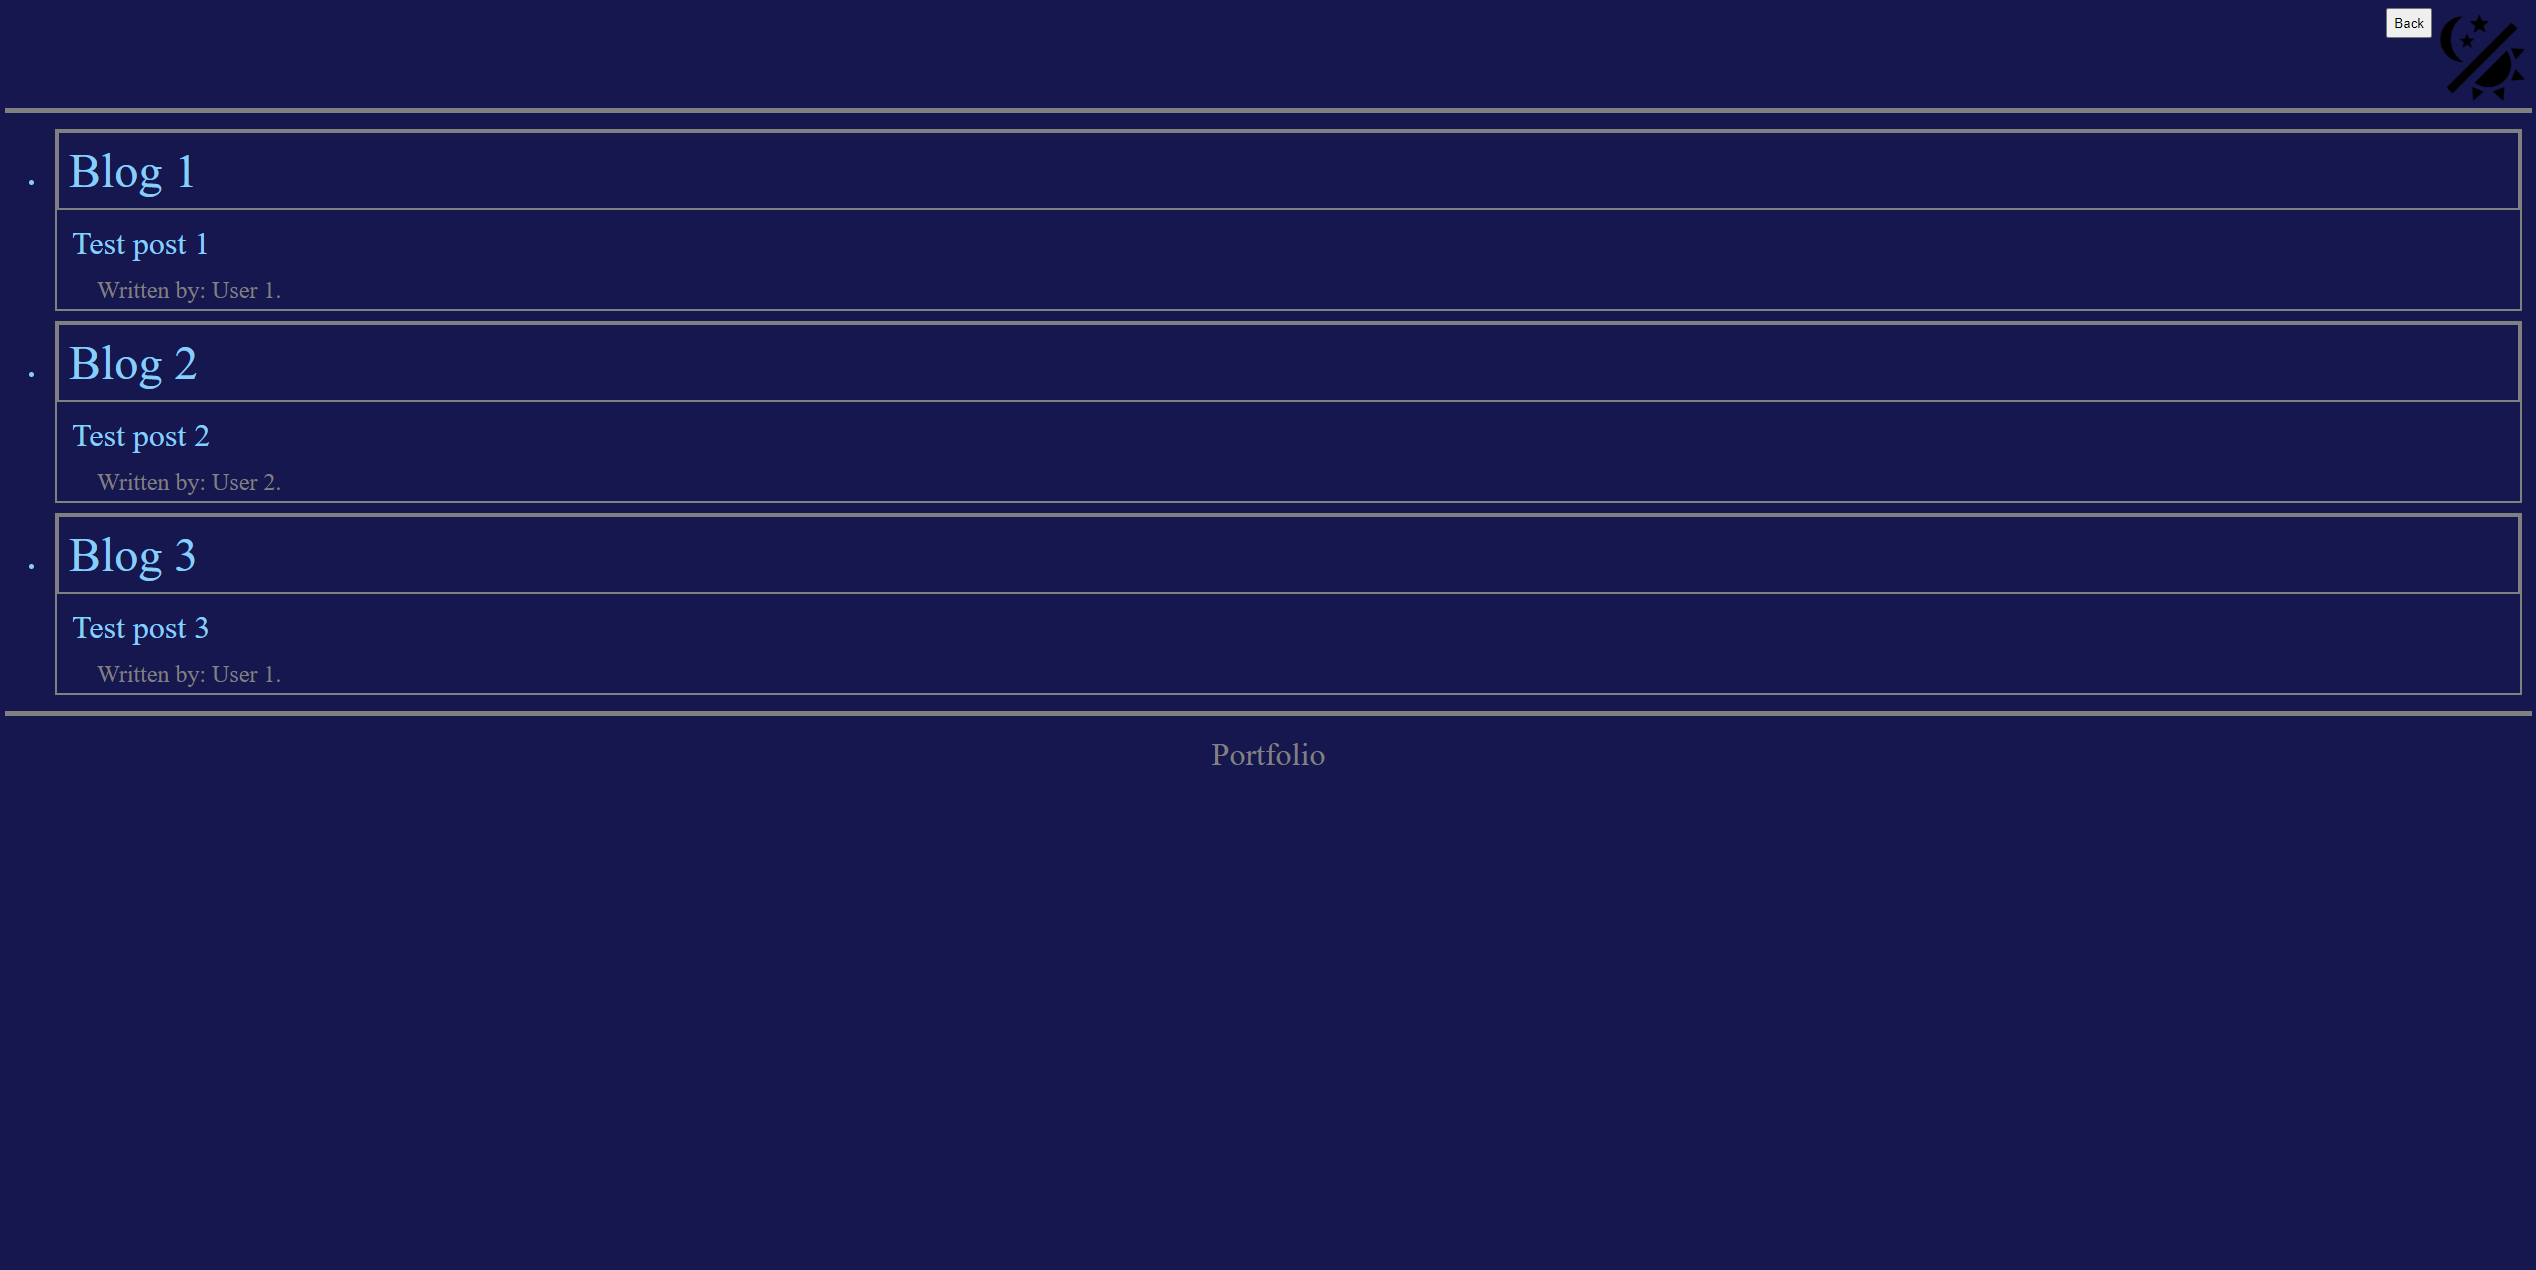 Back
Blog 1
Test post 1
Written by: User 1.
Blog 2
Test post 2
Written by: User 2.
Blog 3
Test post 3
Written by: User 1.
Portfolio